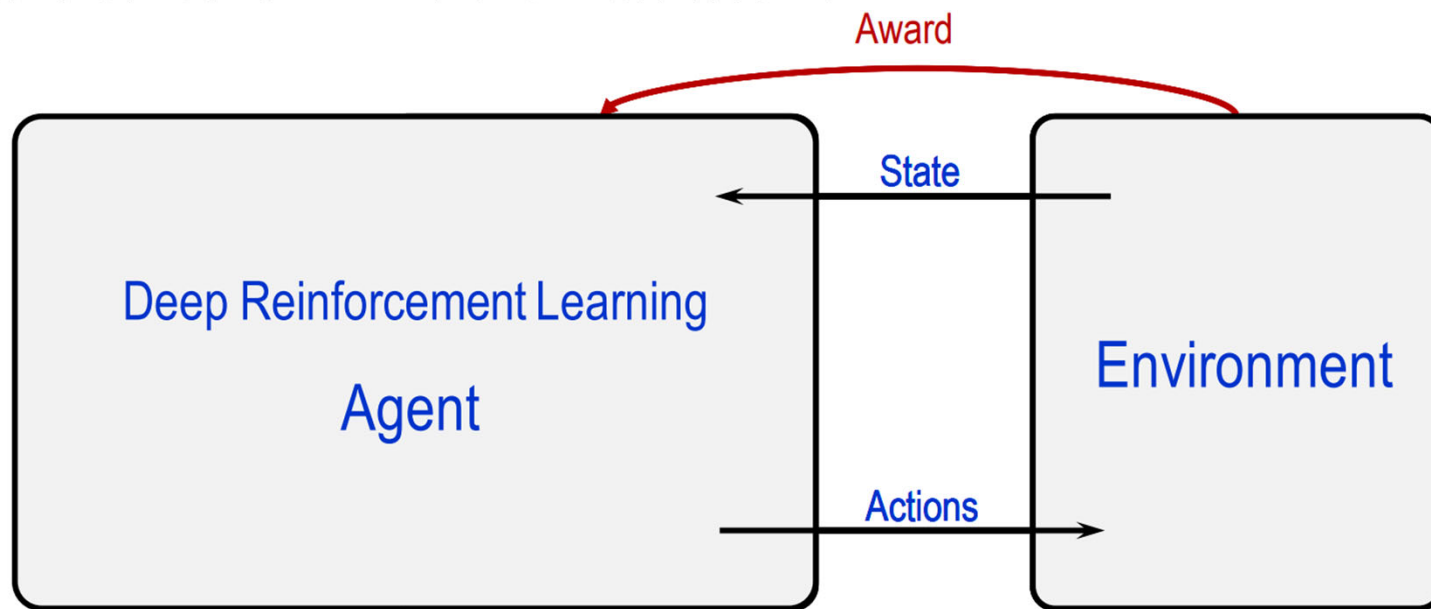 Award
State
Deep Reinforcement Learning
Agent
Environment
Actions